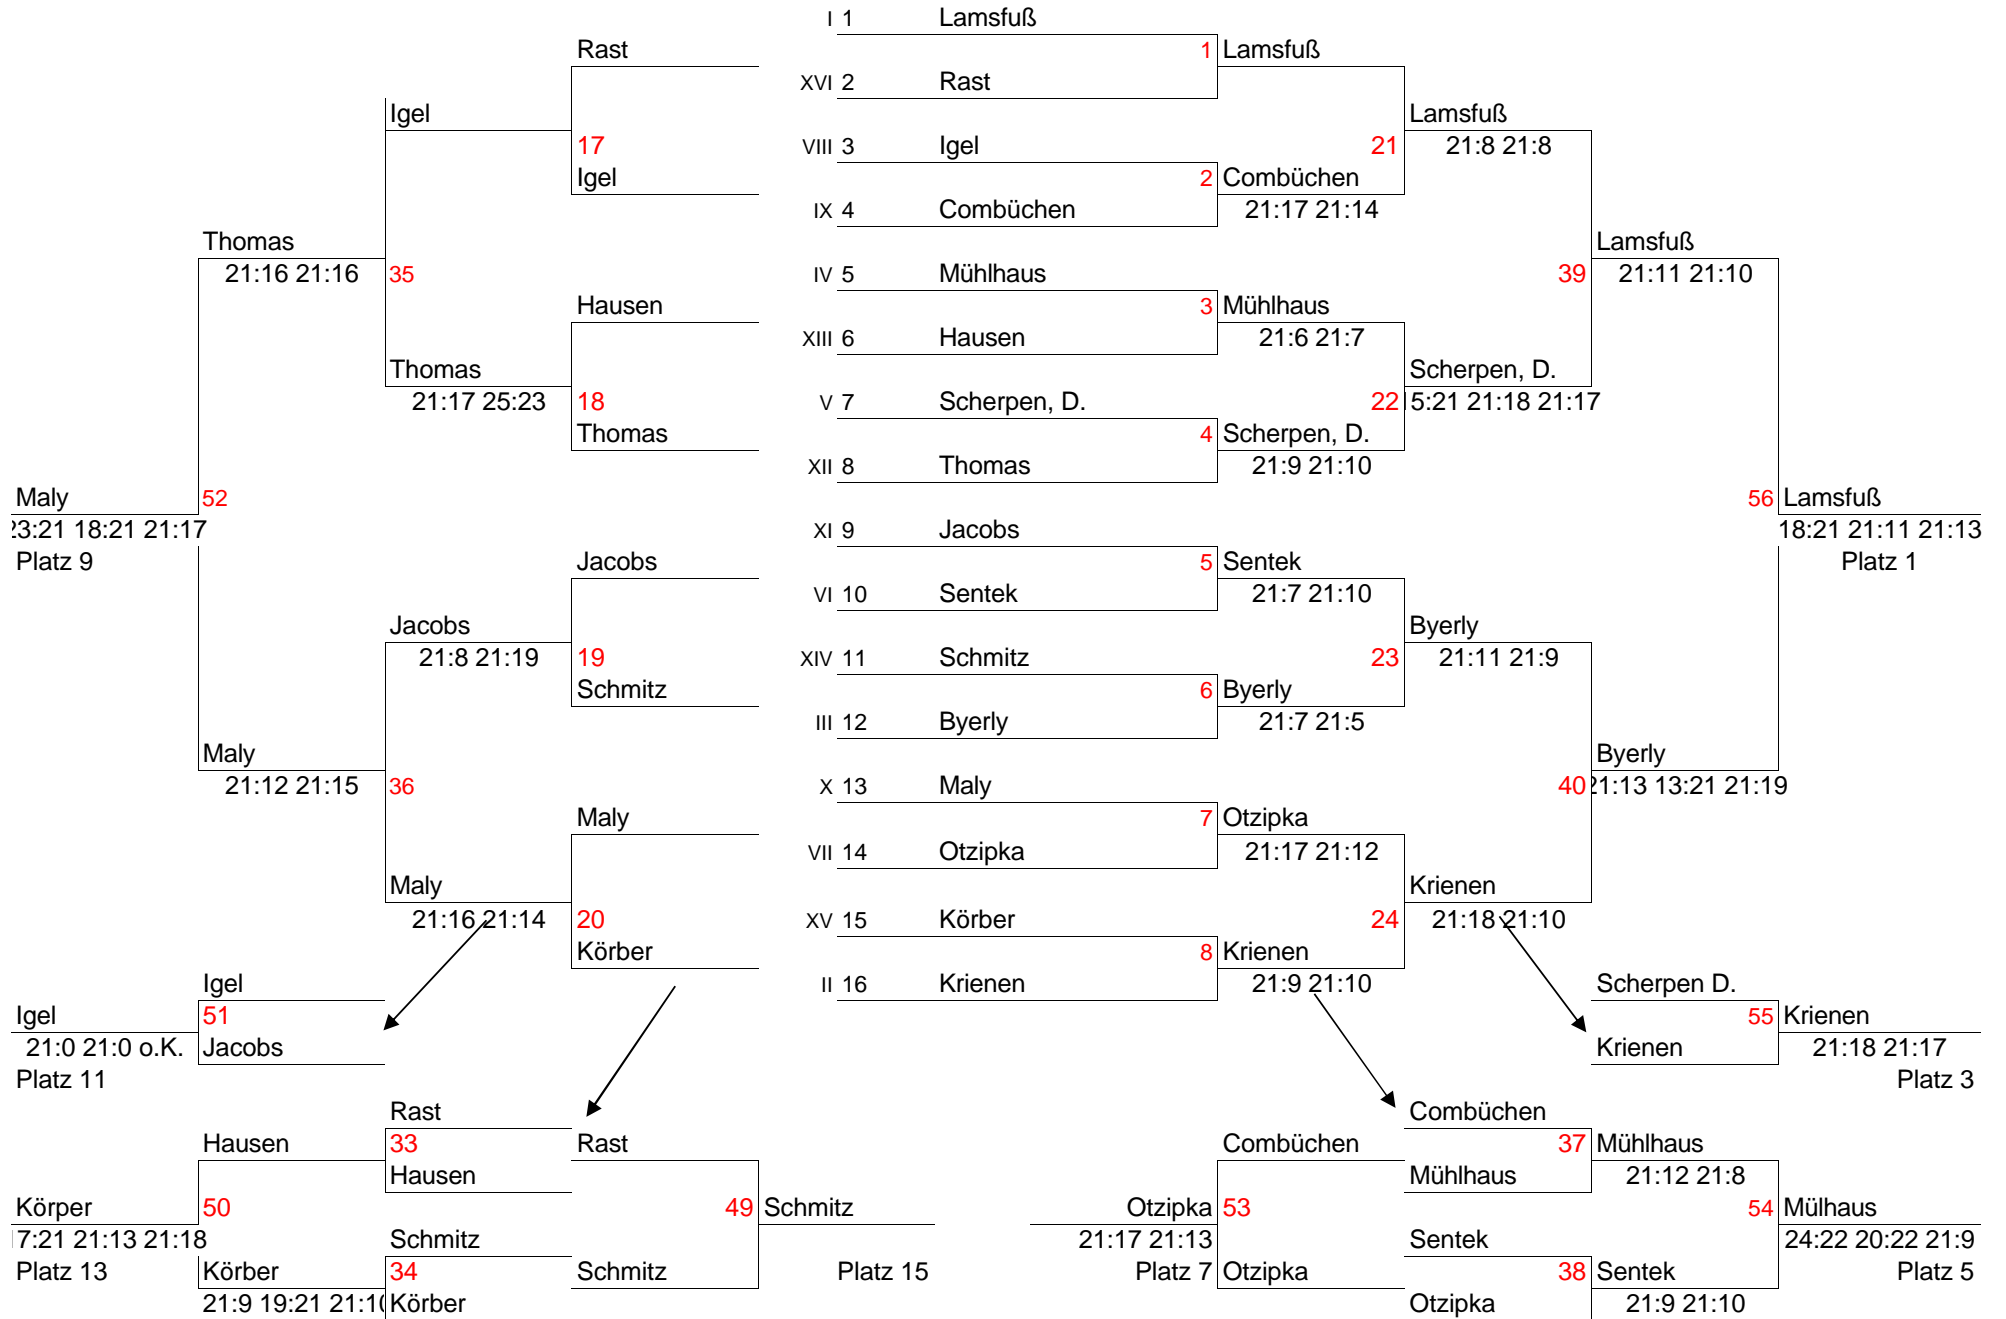 I 1 Lamsfuß
Rast 1 Lamsfuß
XVI 2 Rast
Igel Lamsfuß
17 VIII 3 Igel 21 21:8 21:8
Igel 2 Combüchen
IX 4 Combüchen 21:17 21:14
Thomas Lamsfuß
21:16 21:16 35 IV 5 Mühlhaus 39 21:11 21:10
Hausen 3 Mühlhaus
XIII 6 Hausen 21:6 21:7
Thomas Scherpen, D.
21:17 25:23 18 V 7 Scherpen, D. 22 5:21 21:18 21:17
Thomas 4 Scherpen, D.
XII 8 Thomas 21:9 21:10
Maly 52 56 Lamsfuß
23:21 18:21 21:17 XI 9 Jacobs 18:21 21:11 21:13
Platz 9 Jacobs 5 Sentek Platz 1
VI 10 Sentek 21:7 21:10
Jacobs Byerly
21:8 21:19 19 XIV 11 Schmitz 23 21:11 21:9
Schmitz 6 Byerly
III 12 Byerly 21:7 21:5
Maly Byerly
21:12 21:15 36 X 13 Maly 40 21:13 13:21 21:19
Maly 7 Otzipka
VII 14 Otzipka 21:17 21:12
Maly Krienen
21:16 21:14 20 XV 15 Körber 24 21:18 21:10
Körber 8 Krienen
Igel II 16 Krienen 21:9 21:10 Scherpen D.
Igel 51 55 Krienen
21:0 21:0 o.K. Jacobs Krienen 21:18 21:17
Platz 11 Platz 3
Rast Combüchen
Hausen 33 Rast Combüchen 37 Mühlhaus
Hausen Mühlhaus 21:12 21:8
Körper 50 49 Schmitz Otzipka 53 54 Mülhaus
7:21 21:13 21:18 Schmitz 21:17 21:13 Sentek 24:22 20:22 21:9
Platz 13 Körber 34 Schmitz Platz 15 Platz 7 Otzipka 38 Sentek Platz 5
21:9 19:21 21:10 Körber Otzipka 21:9 21:10